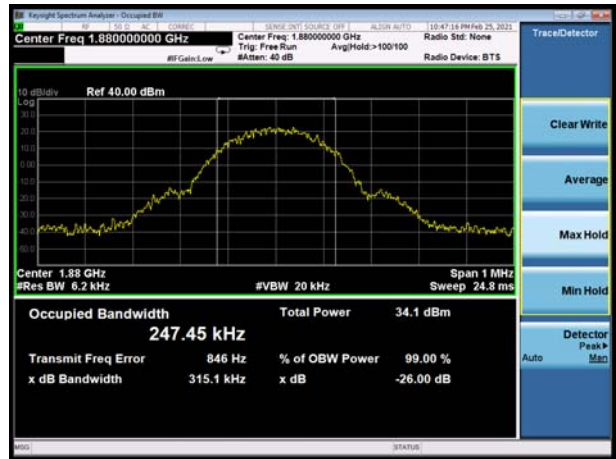 Keysight Spectrum Analyzer - Occupied BW
RF 50 Ω AC CORREC SENSE:INT SOURCE OFF ALIGN AUTO 10:47:16 PM Feb 25, 2021
Center Freq 1.880000000 GHz
Center Freq: 1.880000000 GHz
Radio Std: None
Trig: Free Run Avg|Hold:>100/100
#IFGain:Low #Atten: 40 dB Radio Device: BTS
10 dB/div Ref 40.00 dBm
Log
30.0
20.0
10.0
0.00
-10.0
-20.0
-30.0
-40.0
-50.0
Center 1.88 GHz Span 1 MHz
#Res BW 6.2 kHz #VBW 20 kHz Sweep 24.8 ms
Occupied Bandwidth Total Power 34.1 dBm
247.45 kHz
Transmit Freq Error 846 Hz % of OBW Power 99.00 %
x dB Bandwidth 315.1 kHz x dB -26.00 dB
MSG STATUS
Trace/Detector
Clear Write
Average
Max Hold
Min Hold
Detector
Peak▶
Auto Man